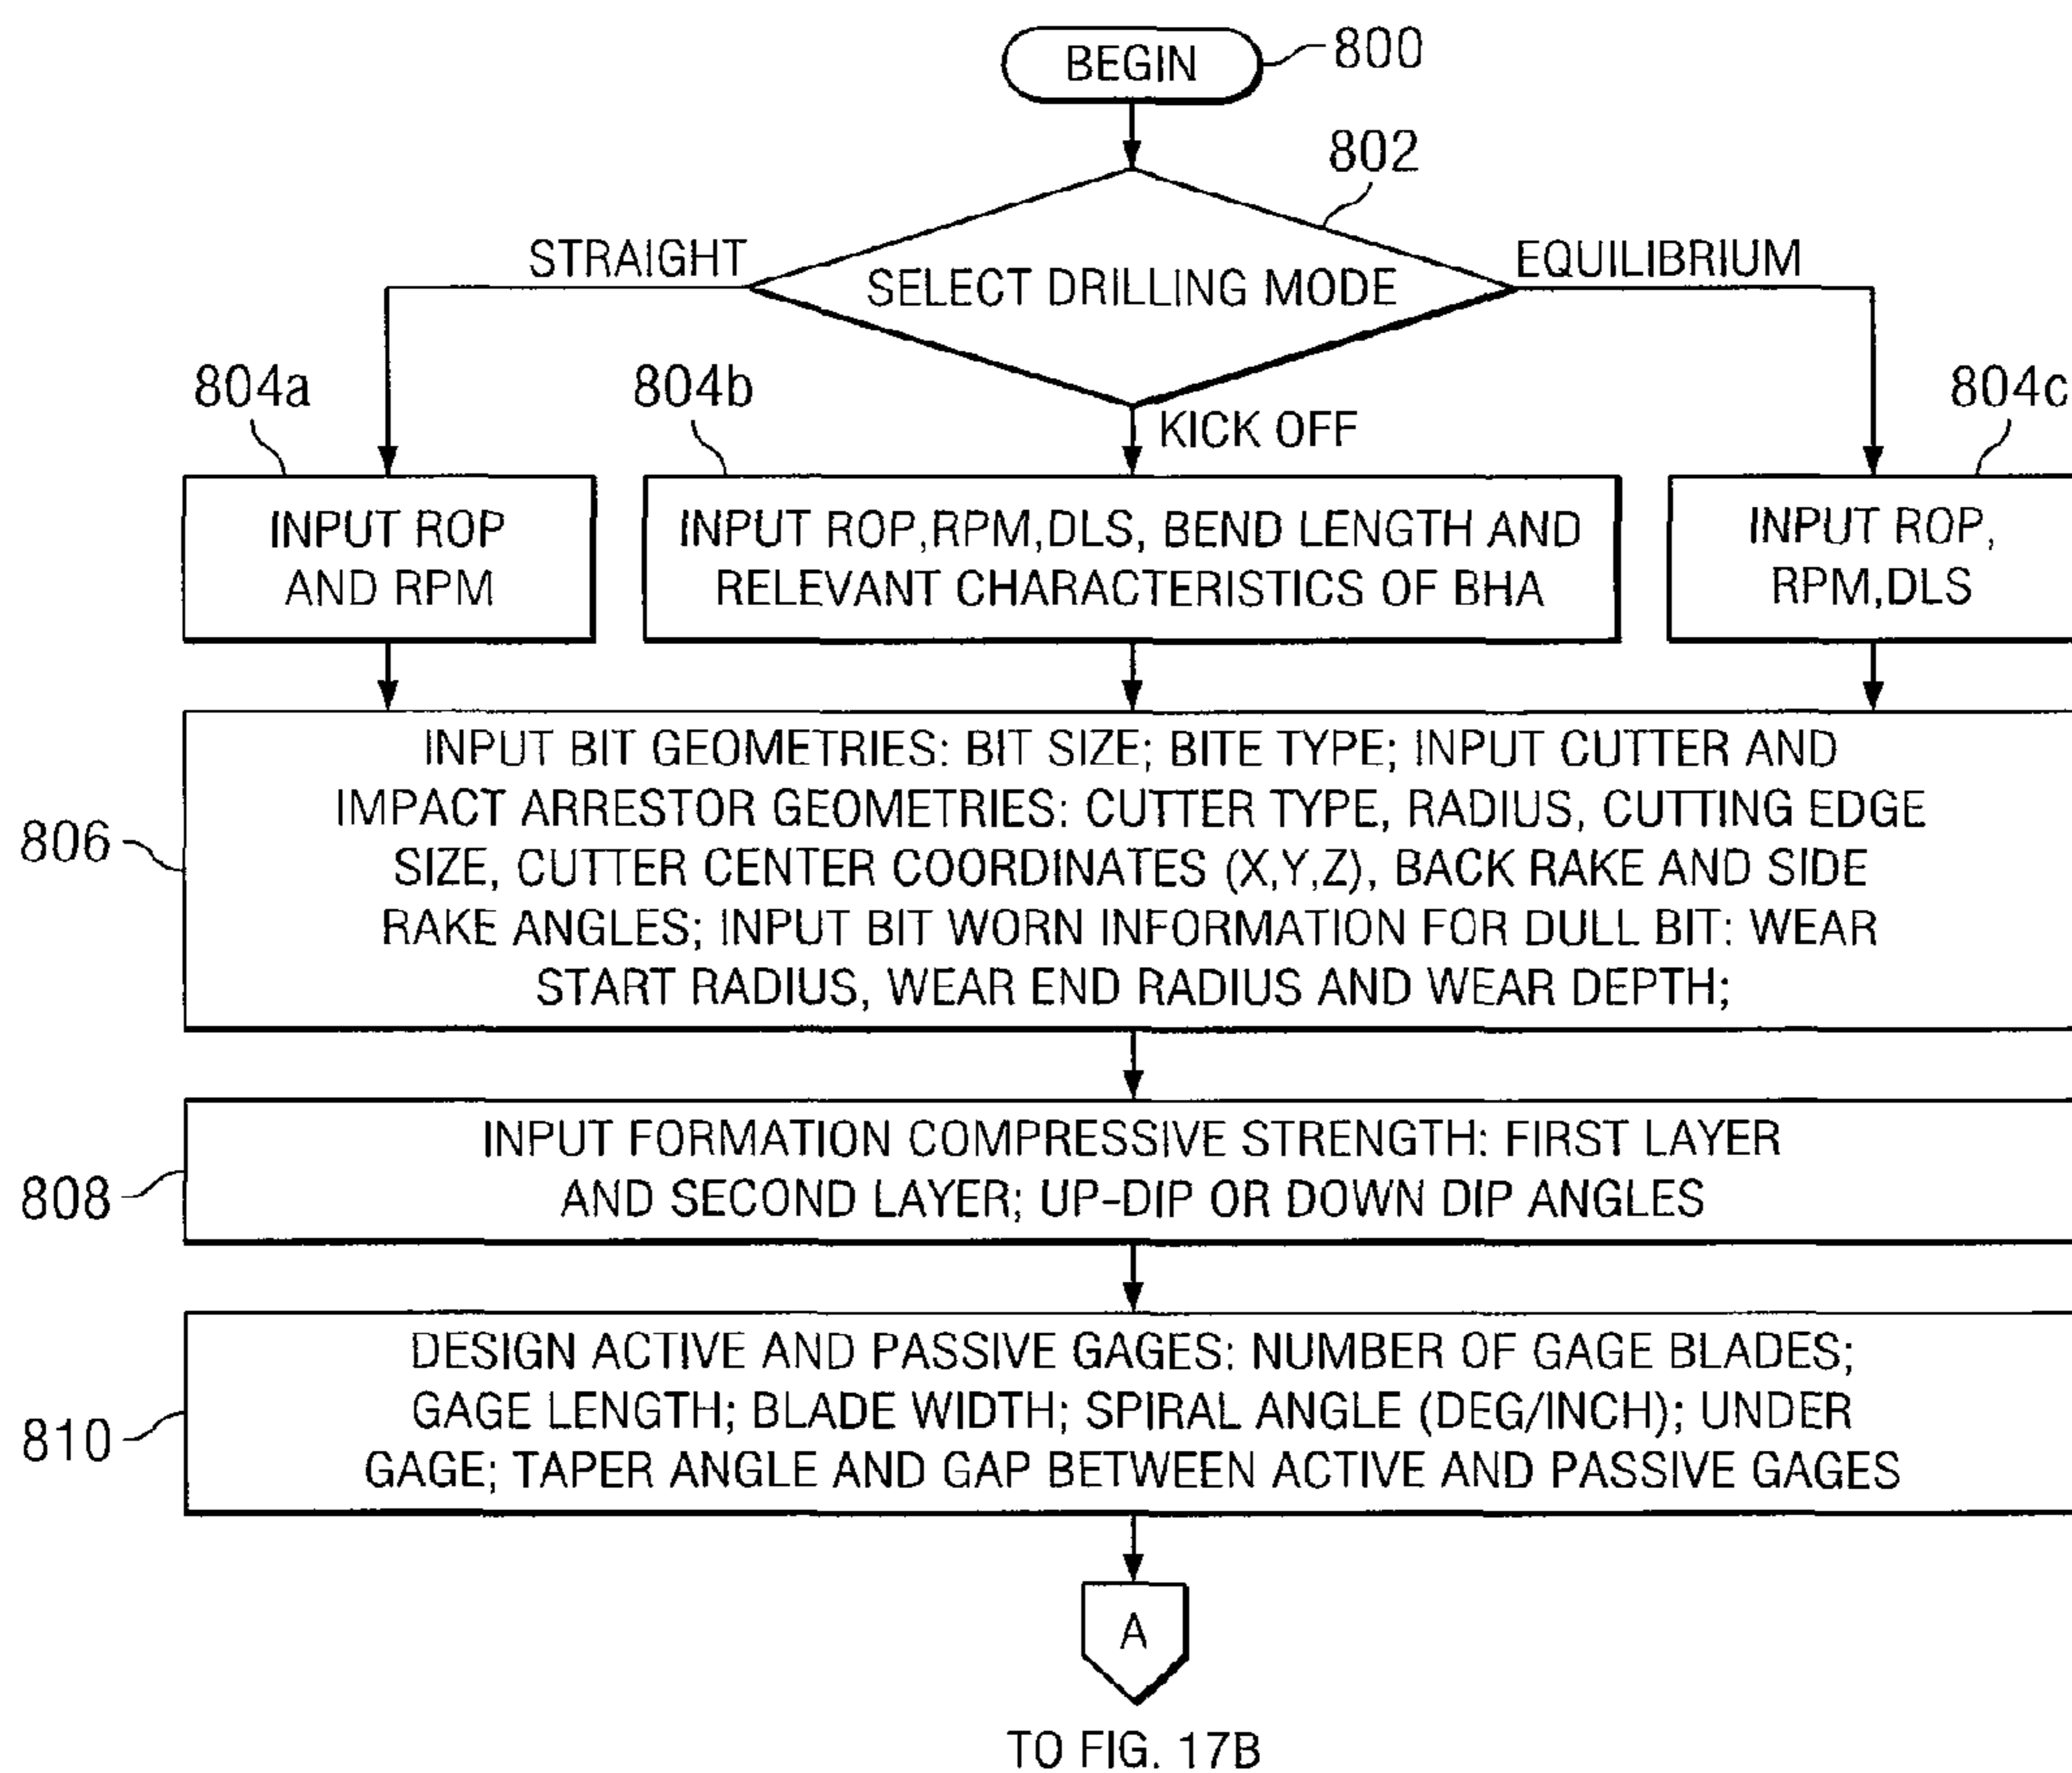 BEGIN
800
802
SELECT DRILLING MODE
STRAIGHT
EQUILIBRIUM
KICK OFF
804a
INPUT ROP
AND RPM
804b
INPUT ROP,RPM,DLS, BEND LENGTH AND
RELEVANT CHARACTERISTICS OF BHA
804c
INPUT ROP,
RPM,DLS
806
INPUT BIT GEOMETRIES: BIT SIZE; BITE TYPE; INPUT CUTTER AND
IMPACT ARRESTOR GEOMETRIES: CUTTER TYPE, RADIUS, CUTTING EDGE
SIZE, CUTTER CENTER COORDINATES (X,Y,Z), BACK RAKE AND SIDE
RAKE ANGLES; INPUT BIT WORN INFORMATION FOR DULL BIT: WEAR
START RADIUS, WEAR END RADIUS AND WEAR DEPTH;
808
INPUT FORMATION COMPRESSIVE STRENGTH: FIRST LAYER
AND SECOND LAYER; UP-DIP OR DOWN DIP ANGLES
810
DESIGN ACTIVE AND PASSIVE GAGES: NUMBER OF GAGE BLADES;
GAGE LENGTH; BLADE WIDTH; SPIRAL ANGLE (DEG/INCH); UNDER
GAGE; TAPER ANGLE AND GAP BETWEEN ACTIVE AND PASSIVE GAGES
A
TO FIG. 17B